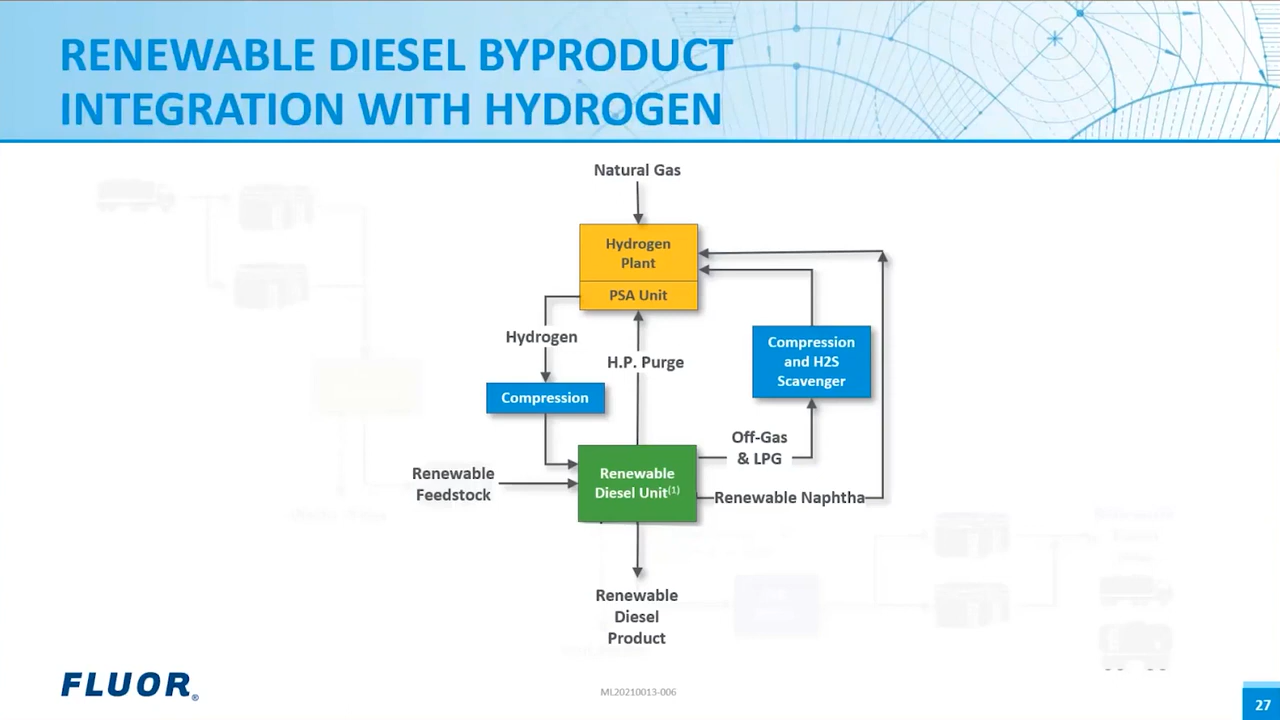 RENEWABLE DIESEL BYPRODUCT
INTEGRATION WITH HYDROGEN
Natural Gas
Hydrogen
Plant
PSA Unit
Hydrogen
H.P. Purge
Compression
and H2S
Scavenger
Compression
Off-Gas
& LPG
Renewable
Feedstock
Renewable
Diesel Unit(1)
Renewable Naphtha
Renewable
Diesel
Product
FLUOR®
ML20210013-006
27